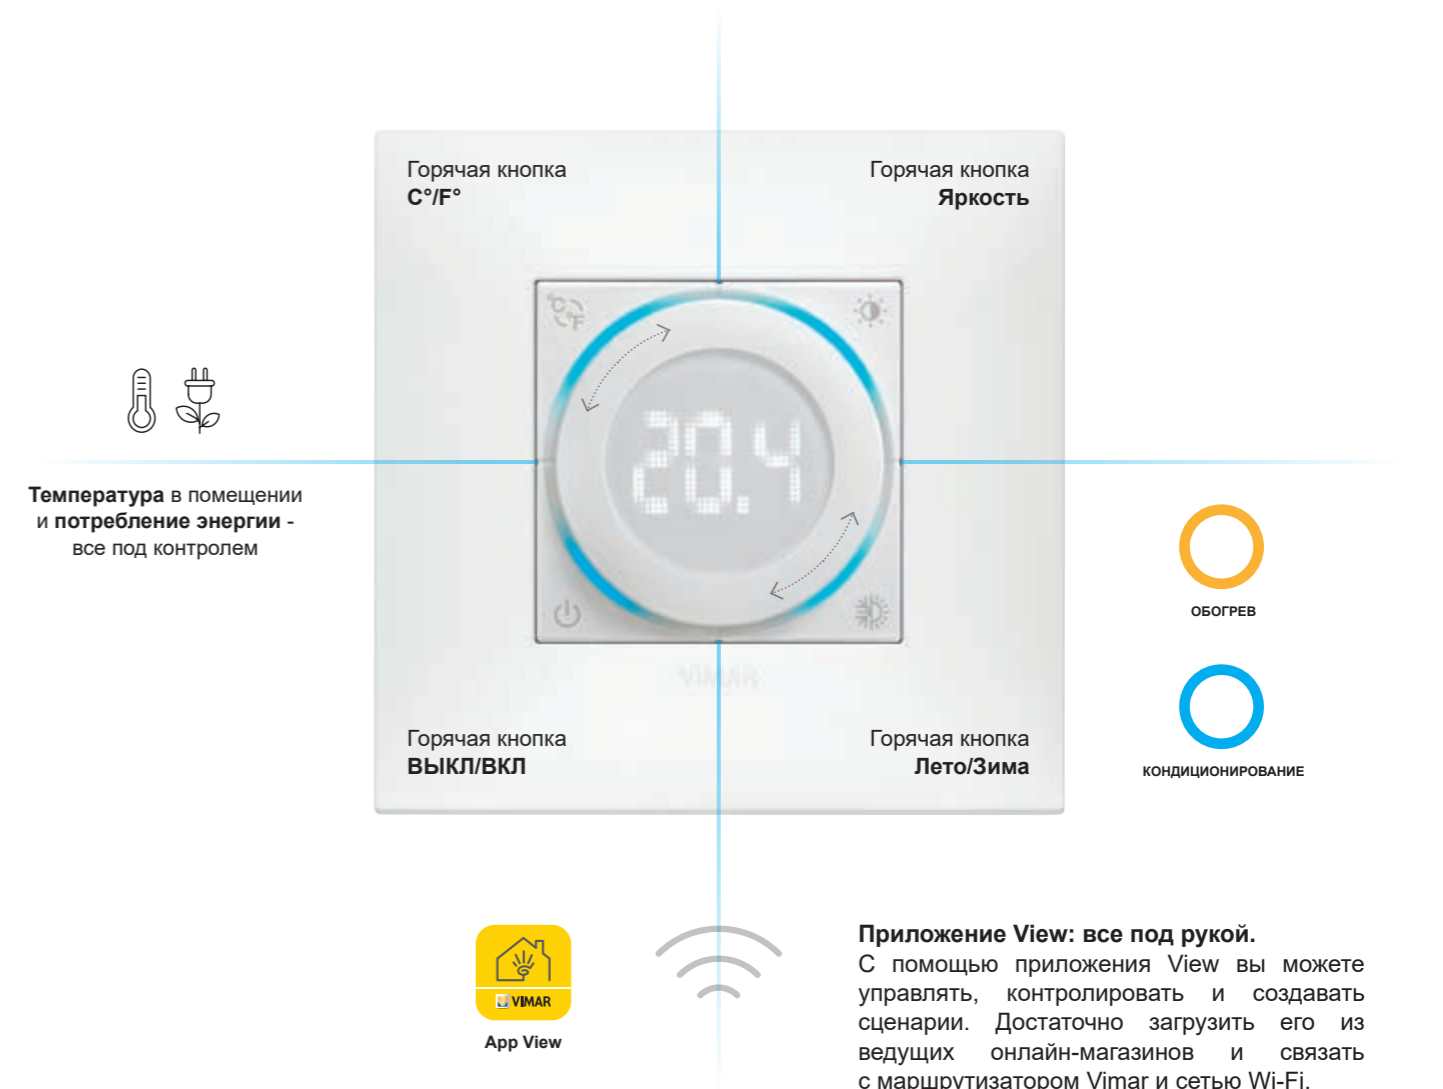 Горячая кнопка
C°/F°
Горячая кнопка
Яркость
°C
°F
20.4
Температура в помещении
и потребление энергии -
все под контролем
ОБОГРЕВ
VIMAR
Горячая кнопка
ВЫКЛ/ВКЛ
Горячая кнопка
Лето/Зима
КОНДИЦИОНИРОВАНИЕ
VIMAR
App View
Приложение View: все под рукой.
С помощью приложения View вы можете
управлять, контролировать и создавать
сценарии. Достаточно загрузить его из
ведущих онлайн-магазинов и связать
с маршрутизатором Vimar и сетью Wi-Fi.